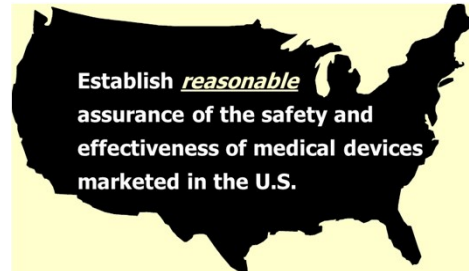 Establish reasonable
assurance of the safety and
effectiveness of medical devices
marketed in the U.S.